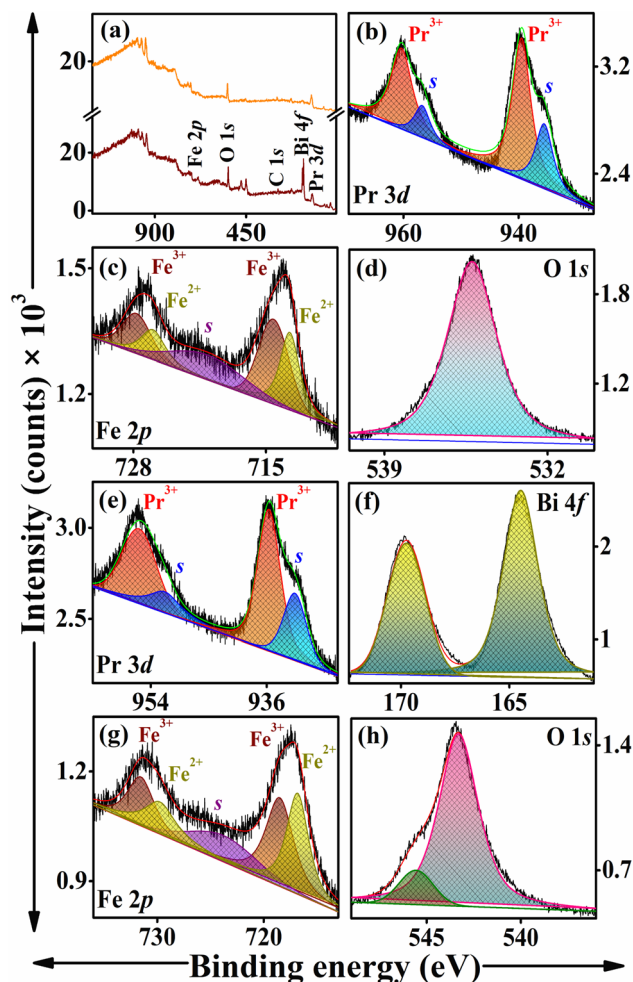 Intensity (counts) × 10³
(a)
20
Fe 2p
O 1s
C 1s
Bi 4f
Pr 3d
20
0
900 450
(b)
Pr³⁺
s
Pr³⁺
s
3.2
2.4
Pr 3d
960 940
(c)
1.5
1.2
Fe³⁺
Fe²⁺
s
Fe³⁺
Fe²⁺
Fe 2p
728 715
(d)
O 1s
1.8
1.2
539 532
(e)
3.0
2.5
Pr³⁺
s
Pr³⁺
s
Pr 3d
954 936
(f)
Bi 4f
2
1
170 165
(g)
1.2
0.9
Fe³⁺
Fe²⁺
s
Fe³⁺
Fe²⁺
Fe 2p
730 720
(h)
O 1s
1.4
0.7
545 540
Binding energy (eV)